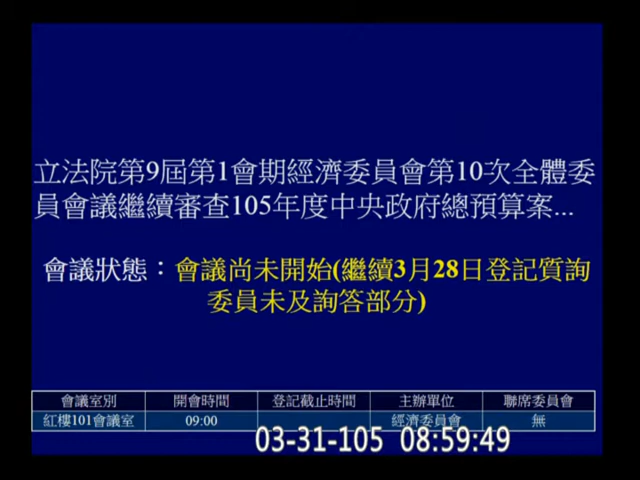 立法院第9屆第1會期經濟委員會第10次全體委
員會議繼續審查105年度中央政府總預算案...
會議狀態：會議尚未開始(繼續3月28日登記質詢
委員未及詢答部分)
會議室別 開會時間 登記截止時間 主辦單位 聯席委員會
紅樓101會議室 09:00 經濟委員會 無
03-31-105 08:59:49